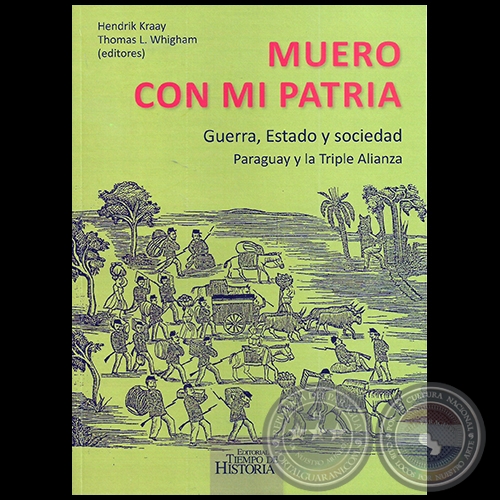 Hendrik Kraay
Thomas L. Whigham
(editores)
MUERO
CON MI PATRIA
Guerra, Estado y sociedad
Paraguay y la Triple Alianza
EDITORIAL
TIEMPO DE
HISTORIA